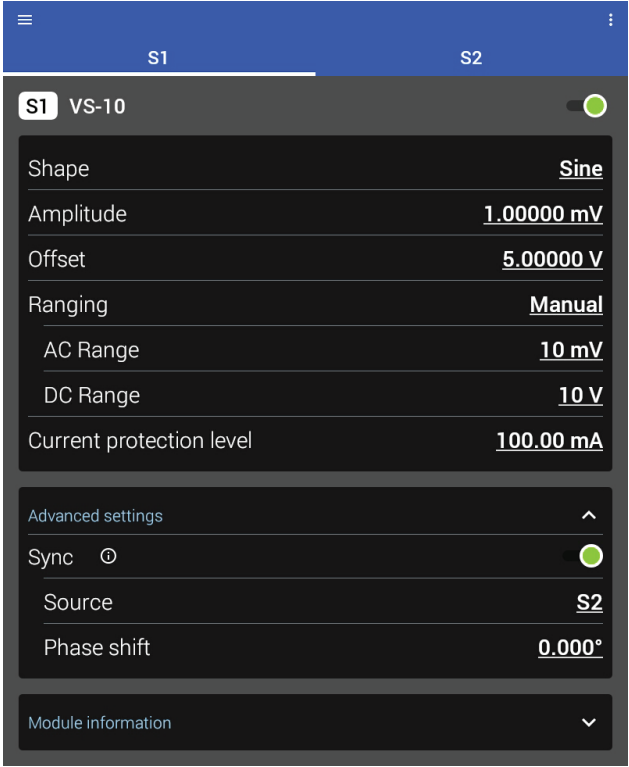 S1 S2
S1 VS-10
Shape Sine
Amplitude 1.00000 mV
Offset 5.00000 V
Ranging Manual
AC Range 10 mV
DC Range 10 V
Current protection level 100.00 mA
Advanced settings
Sync
Source S2
Phase shift 0.000°
Module information